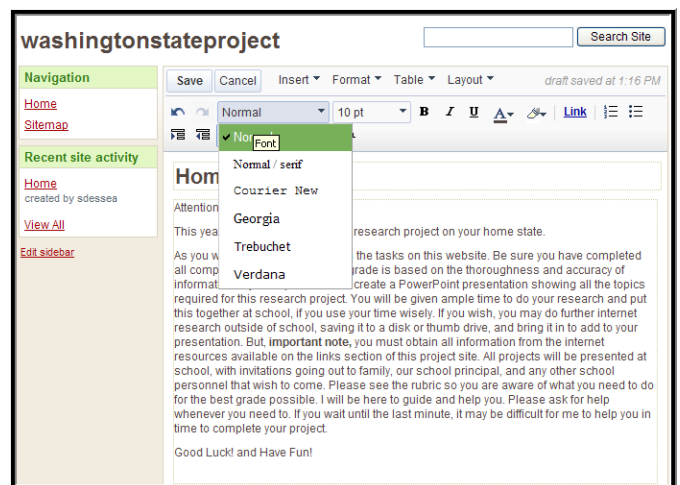 washingtonstateproject
Search Site
Navigation
Home
Sitemap
Recent site activity
Home
created by sdessea
View All
Edit sidebar
Save Cancel Insert Format Table Layout draft saved at 1:16 PM
Normal 10 pt B I U A Link
Font
Normal / serif
Courier New
Georgia
Trebuchet
Verdana
Attention
research project on your home state.
the tasks on this website. Be sure you have completed
grade is based on the thoroughness and accuracy of
create a PowerPoint presentation showing all the topics
required for this research project. You will be given ample time to do your research and put
this together at school, if you use your time wisely. If you wish, you may do further internet
research outside of school, saving it to a disk or thumb drive, and bring it in to add to your
presentation. But, important note, you must obtain all information from the internet
resources available on the links section of this project site. All projects will be presented at
school, with invitations going out to family, our school principal, and any other school
personnel that wish to come. Please see the rubric so you are aware of what you need to do
for the best grade possible. I will be here to guide and help you. Please ask for help
whenever you need to. If you wait until the last minute, it may be difficult for me to help you in
time to complete your project.
Good Luck! and Have Fun!